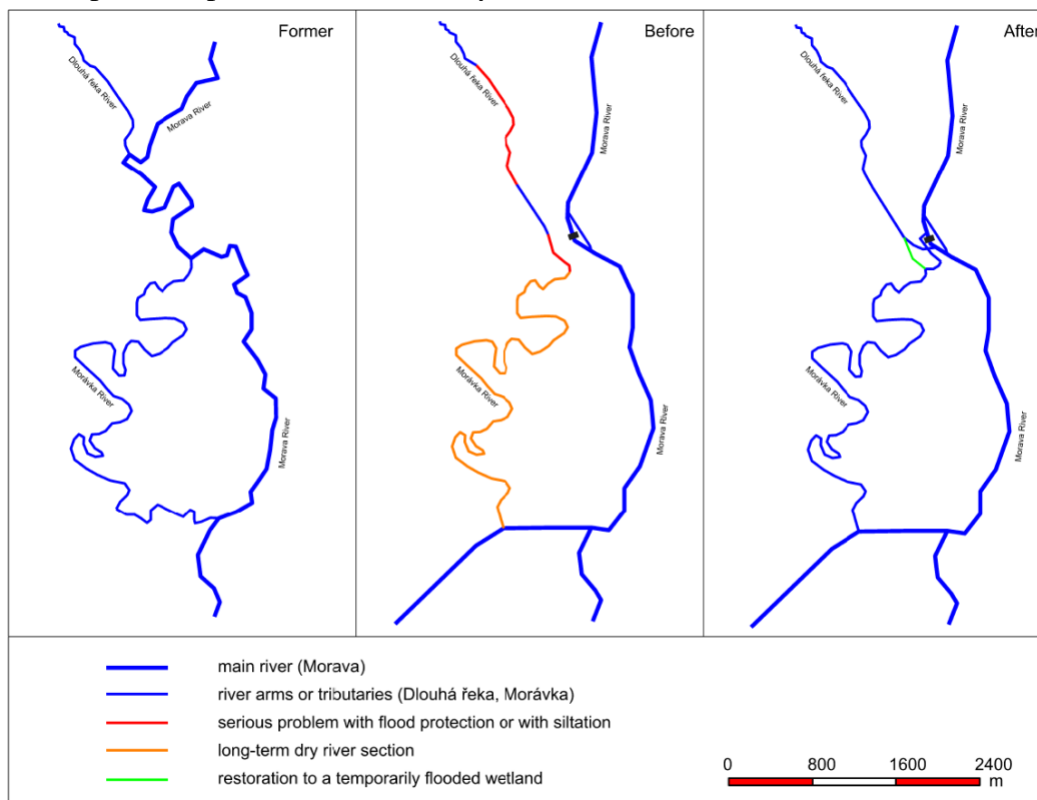 Former
Before
After
Dlouhá řeka River
Morava River
Morávka River
Morava River
Dlouhá řeka River
Morava River
Morávka River
Morava River
Dlouhá řeka River
Morava River
Morávka River
Morava River
main river (Morava)
river arms or tributaries (Dlouhá řeka, Morávka)
serious problem with flood protection or with siltation
long-term dry river section
restoration to a temporarily flooded wetland
0 800 1600 2400
m